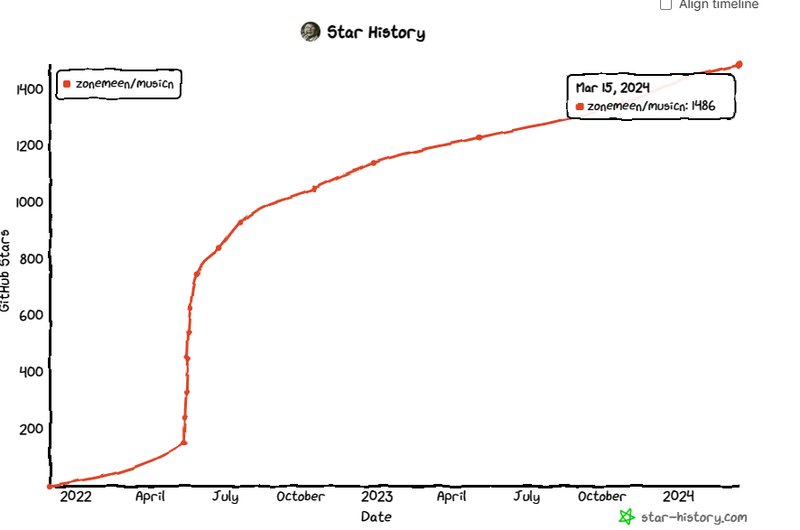 Align timeline
Star History
zonemeen/musicn
Mar 15, 2024
zonemeen/musicn: 1486
1400
1200
1000
800
600
400
200
GitHub Stars
2022 April July October 2023 April July October 2024
Date
star-history.com